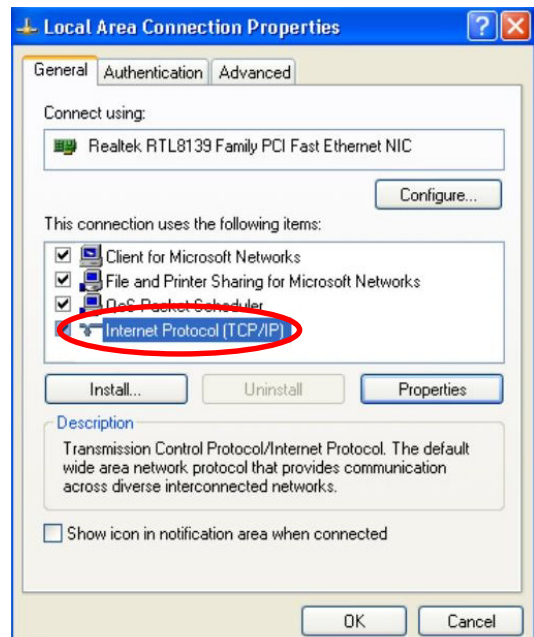 Local Area Connection Properties
General Authentication Advanced
Connect using:
Realtek RTL8139 Family PCI Fast Ethernet NIC
Configure...
This connection uses the following items:
Client for Microsoft Networks
File and Printer Sharing for Microsoft Networks
QoS Packet Scheduler
Internet Protocol (TCP/IP)
Install... Uninstall Properties
Description
Transmission Control Protocol/Internet Protocol. The default
wide area network protocol that provides communication
across diverse interconnected networks.
Show icon in notification area when connected
OK Cancel